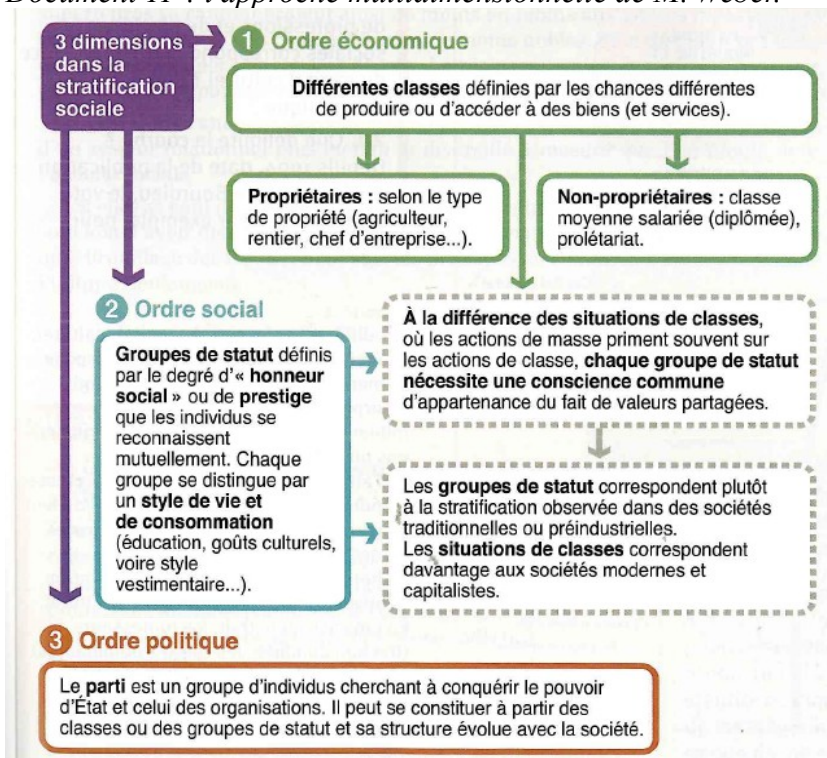 Document 11 : l'approche multidimensionnelle de M. Weber.
3 dimensions
dans la
stratification
sociale
1 Ordre économique
Différentes classes définies par les chances différentes
de produire ou d'accéder à des biens (et services).
Propriétaires : selon le type
de propriété (agriculteur,
rentier, chef d'entreprise...).
Non-propriétaires : classe
moyenne salariée (diplômée),
prolétariat.
2 Ordre social
Groupes de statut définis
par le degré d'« honneur
social » ou de prestige
que les individus se
reconnaissent
mutuellement. Chaque
groupe se distingue par
un style de vie et
de consommation
(éducation, goûts culturels,
voire style
vestimentaire...).
À la différence des situations de classes,
où les actions de masse priment souvent sur
les actions de classe, chaque groupe de statut
nécessite une conscience commune
d'appartenance du fait de valeurs partagées.
Les groupes de statut correspondent plutôt
à la stratification observée dans des sociétés
traditionnelles ou préindustrielles.
Les situations de classes correspondent
davantage aux sociétés modernes et
capitalistes.
3 Ordre politique
Le parti est un groupe d'individus cherchant à conquérir le pouvoir
d'État et celui des organisations. Il peut se constituer à partir des
classes ou des groupes de statut et sa structure évolue avec la société.